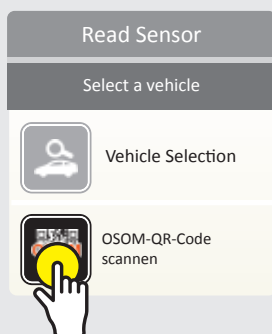 Read Sensor
Select a vehicle
Vehicle Selection
OSOM-QR-Code
scannen